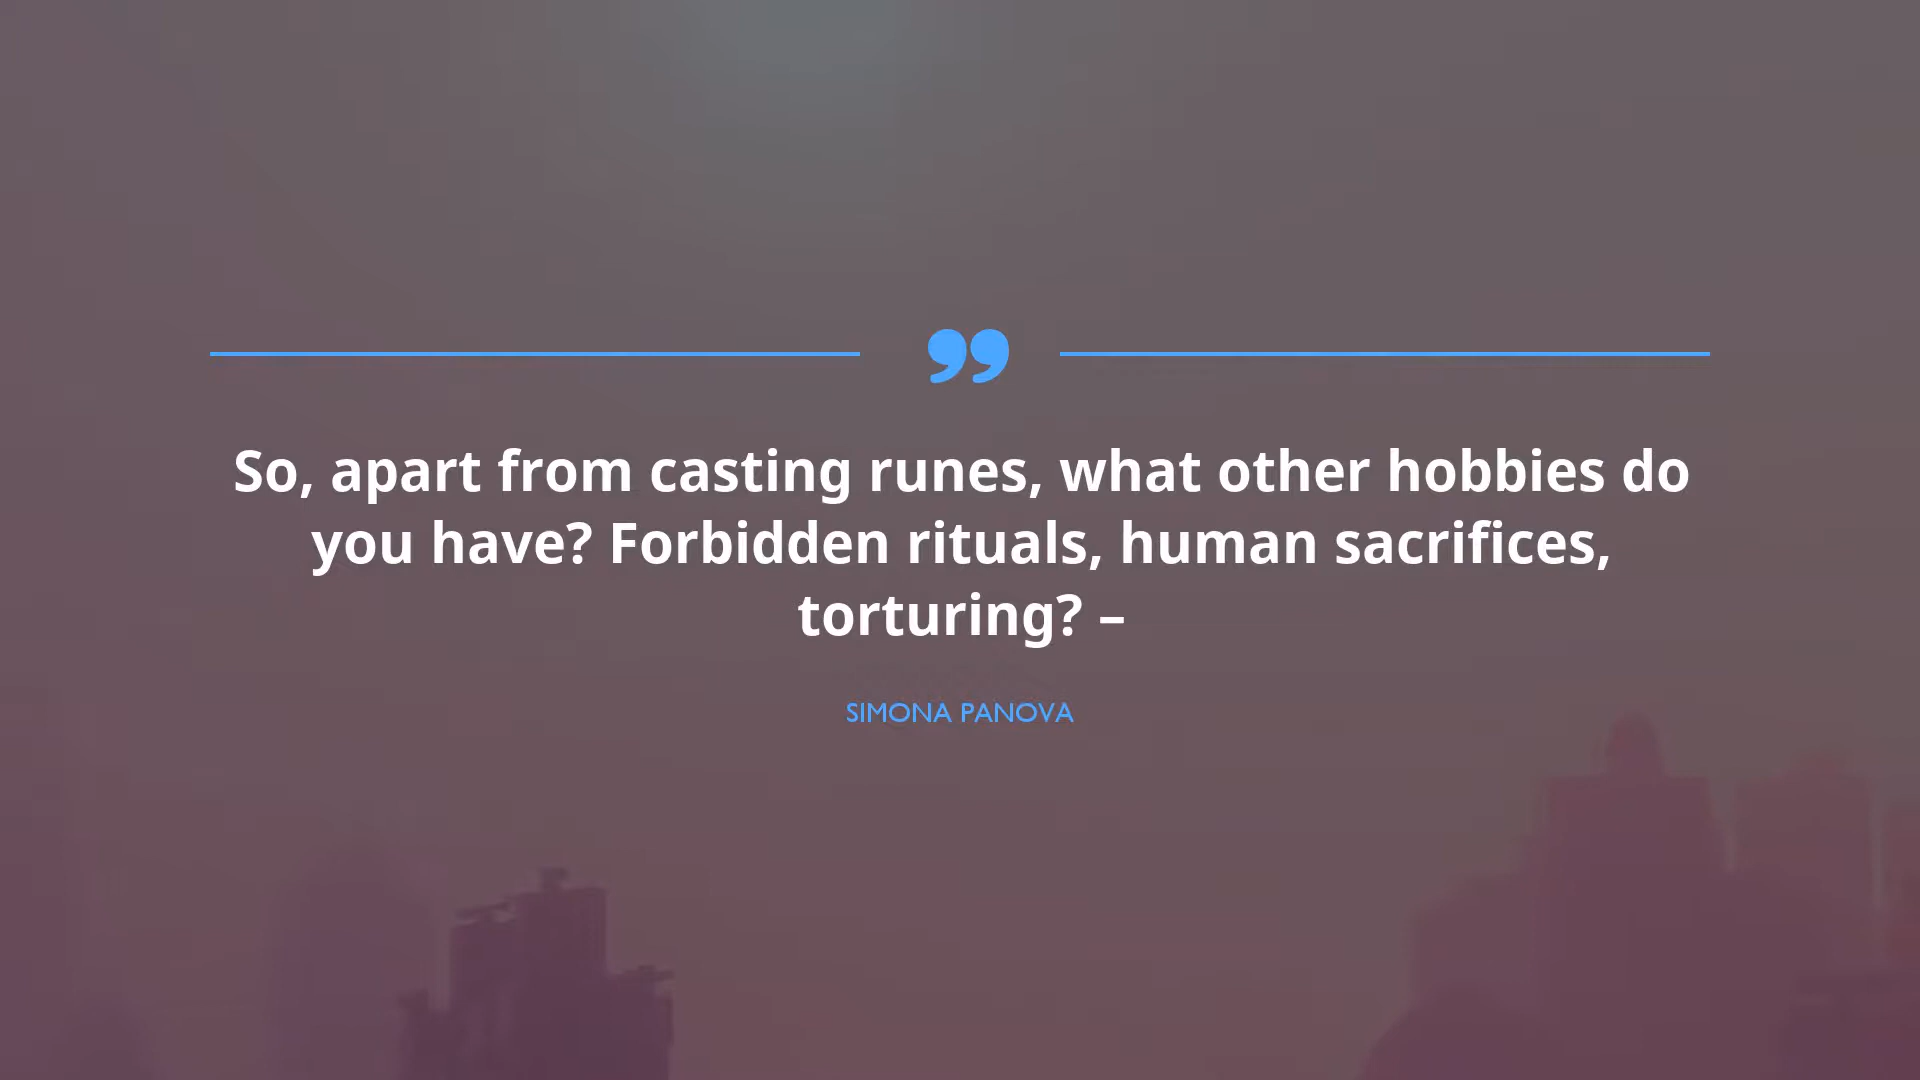 ”
So, apart from casting runes, what other hobbies do
you have? Forbidden rituals, human sacrifices,
torturing? –
SIMONA PANOVA